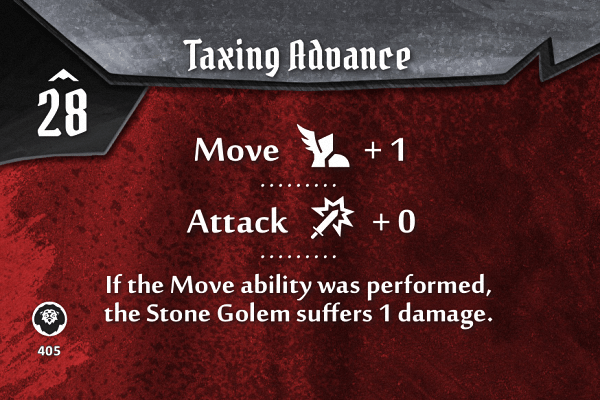 Taxing Advance
28
Move + 1
Attack + 0
If the Move ability was performed,
the Stone Golem suffers 1 damage.
405